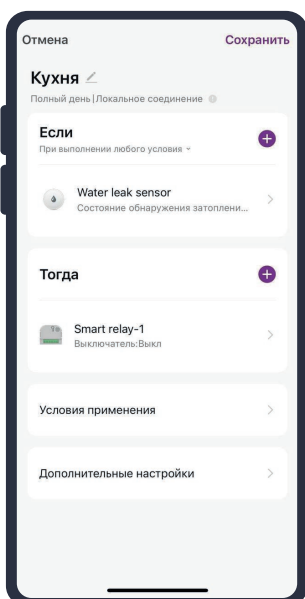 Отмена Сохранить
Кухня
Полный день|Локальное соединение
Если
При выполнении любого условия
Water leak sensor
Состояние обнаружения затоплени...
Тогда
Smart relay-1
Выключатель:Выкл
Условия применения
Дополнительные настройки